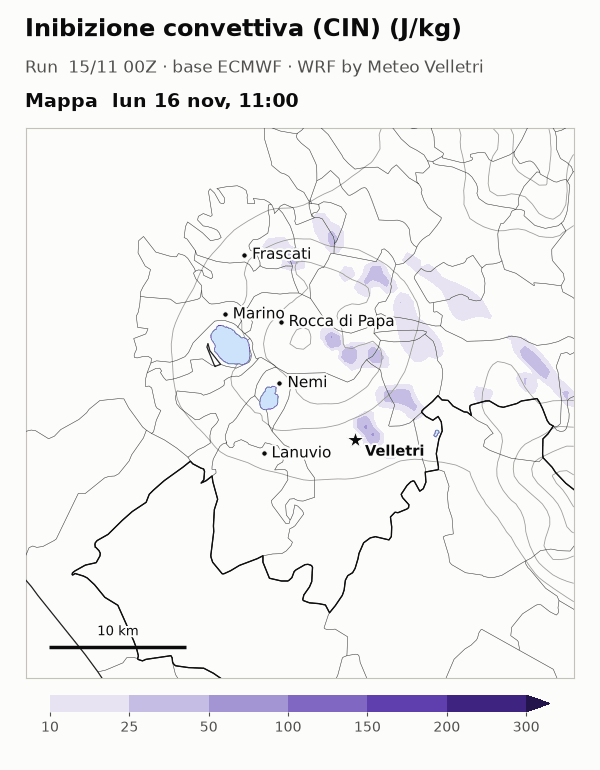 Inibizione convettiva (CIN) (J/kg)
Run  15/11 00Z · base ECMWF · WRF by Meteo Velletri
Mappa  lun 16 nov, 11:00
Frascati
Marino
Rocca di Papa
Nemi
Lanuvio
Velletri
10 km
10 25 50 100 150 200 300